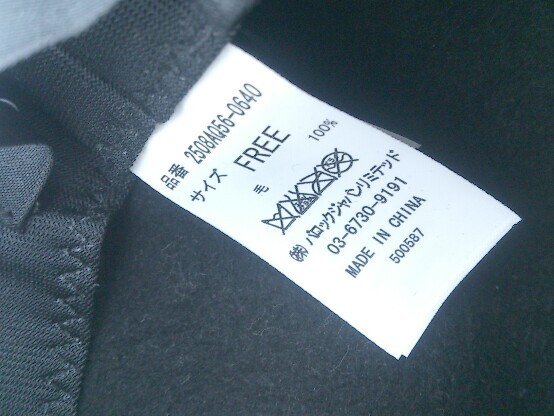 品番 2508AQ56-0640
サイズ FREE
毛 100%
(株)バロックジャパンリミテッド
03-6730-9191
MADE IN CHINA
500587